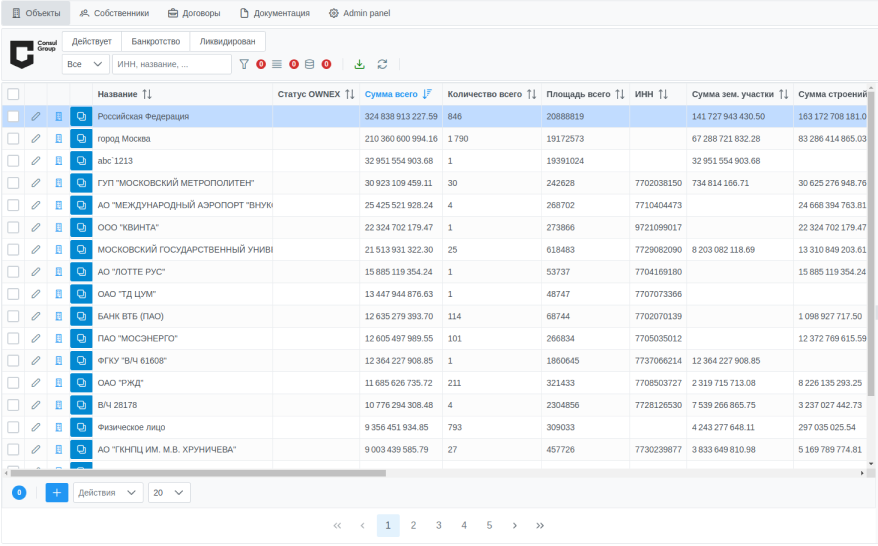 Объекты Собственники Договоры Документация Admin panel
Consul Group
Действует Банкротство Ликвидирован
Все ИНН, название, ... 0 0 0
Название Статус OWNEX Сумма всего Количество всего Площадь всего ИНН Сумма зем. участки Сумма строений
Российская Федерация 324 838 913 227.59 846 20888819 141 727 943 430.50 163 172 708 181.0
город Москва 210 360 600 994.16 1 790 19172573 67 288 721 832.28 83 286 414 865.03
abc`1213 32 951 554 903.68 1 19391024 32 951 554 903.68
ГУП "МОСКОВСКИЙ МЕТРОПОЛИТЕН" 30 923 109 459.11 30 242628 7702038150 734 814 166.71 30 625 276 948.76
АО "МЕЖДУНАРОДНЫЙ АЭРОПОРТ "ВНУК 25 425 521 928.24 4 268702 7710404473 24 668 394 763.81
ООО "КВИНТА" 22 324 702 179.47 1 273866 9721099017 22 324 702 179.47
МОСКОВСКИЙ ГОСУДАРСТВЕННЫЙ УНИВЕ 21 513 931 322.30 25 618483 7729082090 8 203 082 118.69 13 310 849 203.61
АО "ЛОТТЕ РУС" 15 885 119 354.24 1 53737 7704169180 15 885 119 354.24
ОАО "ТД ЦУМ" 13 447 944 876.63 1 48747 7707073366
БАНК ВТБ (ПАО) 12 635 279 393.70 114 68744 7702070139 1 098 927 717.50
ПАО "МОСЭНЕРГО" 12 605 497 989.55 101 266834 7705035012 12 372 769 615.59
ФГКУ "В/Ч 61608" 12 364 227 908.85 1 1860645 7737066214 12 364 227 908.85
ОАО "РЖД" 11 685 626 735.72 211 321433 7708503727 2 319 715 713.08 8 226 135 293.25
В/Ч 28178 10 776 294 308.48 4 2304856 7728126530 7 539 266 865.75 3 237 027 442.73
Физическое лицо 9 356 451 934.85 793 309033 4 243 277 648.11 297 035 025.54
АО "ГКНПЦ ИМ. М.В. ХРУНИЧЕВА" 9 003 439 585.79 27 457726 7730239877 3 833 649 810.98 5 169 789 774.81
0 + Действия 20
1 2 3 4 5